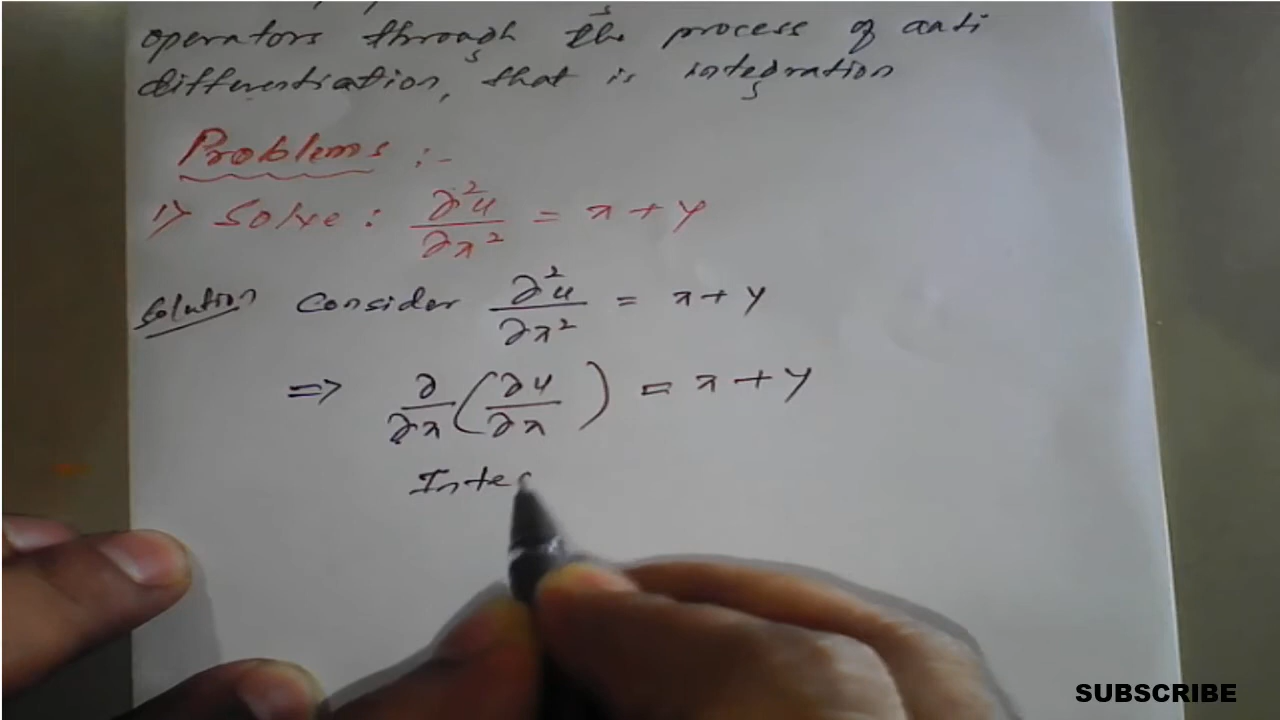 operators through the process of anti
differentiation, that is integration
Problems :-
1> Solve : ∂²u/∂x² = x + y
Solution Consider ∂²u/∂x² = x + y
=> ∂/∂x (∂u/∂x) = x + y
Inte
SUBSCRIBE